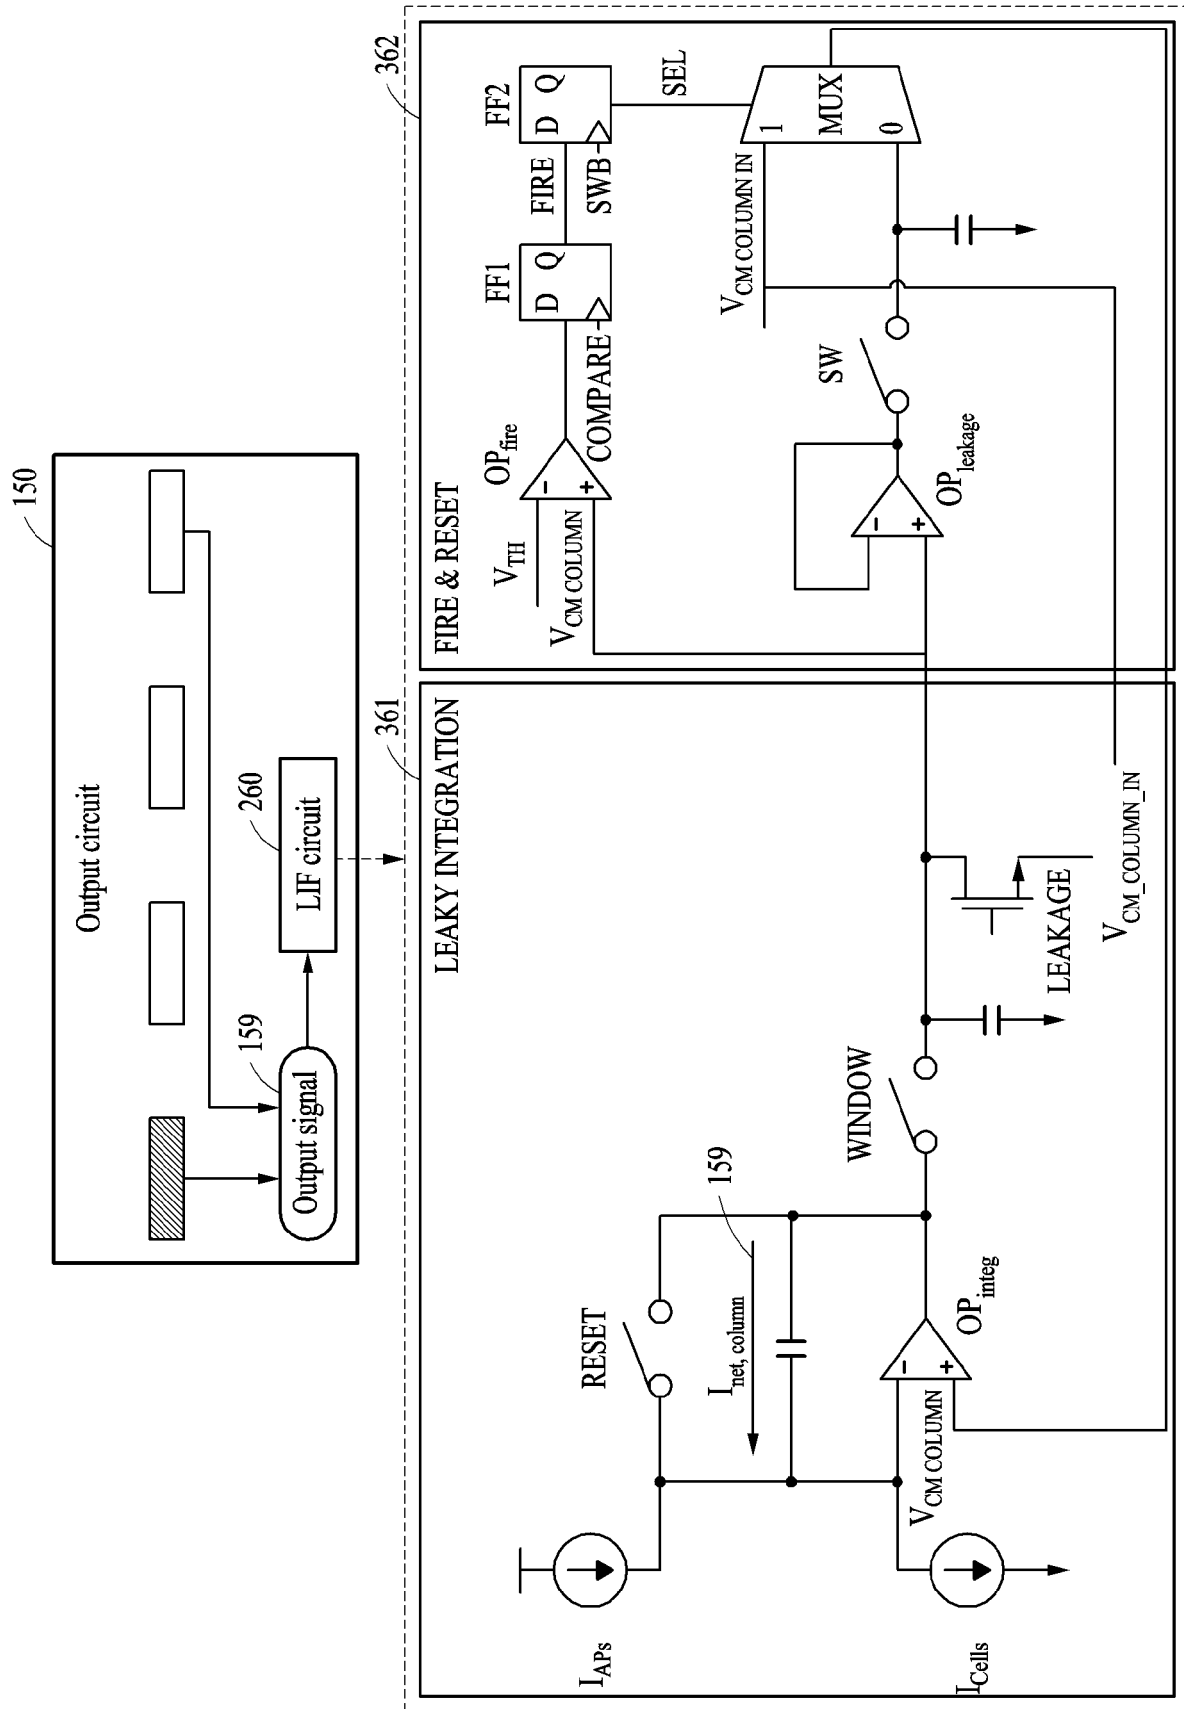 150
Output circuit
159
Output signal
260
LIF circuit
361
LEAKY INTEGRATION
I_APs
I_Cells
RESET
I_net, column
159
V_CM COLUMN
-
+
OP_integ
WINDOW
LEAKAGE
V_CM_COLUMN_IN
362
FIRE & RESET
V_TH
V_CM COLUMN
-
+
OP_fire
COMPARE
FF1
D Q
FIRE
SWB
FF2
D Q
SEL
-
+
OP_leakage
SW
V_CM COLUMN IN
1
MUX
0